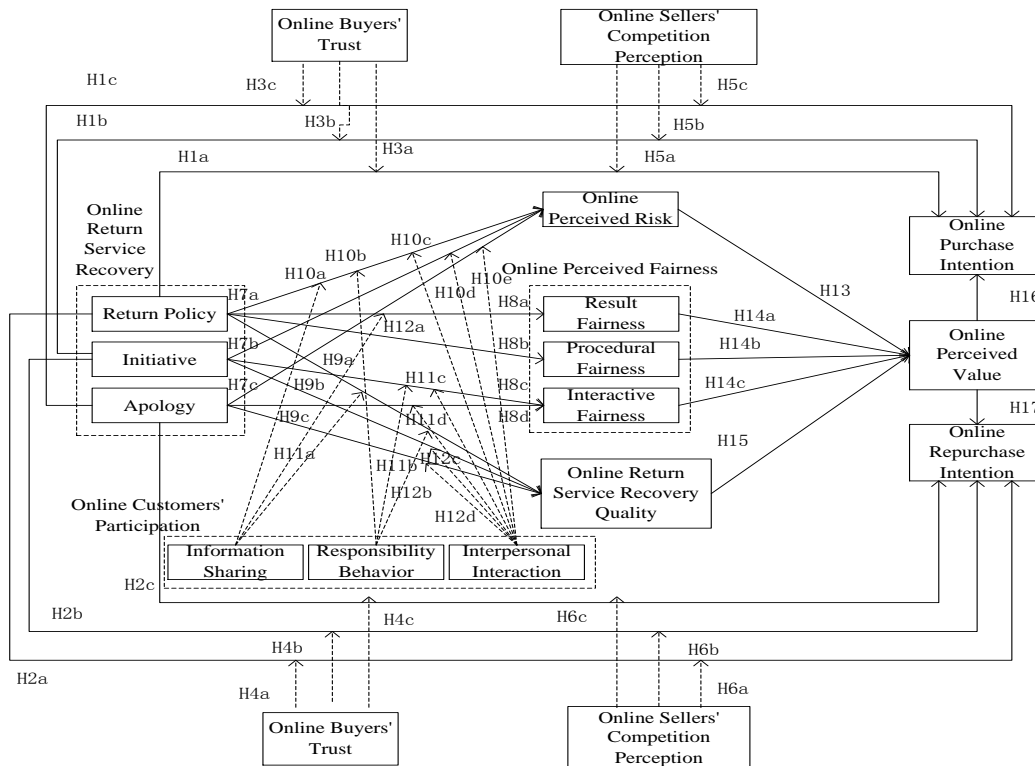 Online Buyers'
Trust
Online Sellers'
Competition
Perception
H1c
H3c
H5c
H1b
H3b
H5b
H1a
H3a
H5a
Online
Return
Service
Recovery
Online
Perceived Risk
Online
Purchase
Intention
H10c
H10b
H10a
H10e
H10d
Online Perceived Fairness
H7a
Return Policy
H12a
H8a
Result
Fairness
H13
H14a
H16
H7b
Initiative
H9a
H8b
Procedural
Fairness
H14b
Online
Perceived
Value
H7c
Apology
H9b
H9c
H11c
H8c
H11d
H8d
Interactive
Fairness
H14c
H17
H11a
H11b
H12c
H12b
H12d
H15
Online
Repurchase
Intention
Online Return
Service Recovery
Quality
Online Customers'
Participation
Information
Sharing
Responsibility
Behavior
Interpersonal
Interaction
H2c
H2b
H4c
H6c
H2a
H4b
H6b
H4a
H6a
Online Buyers'
Trust
Online Sellers'
Competition
Perception